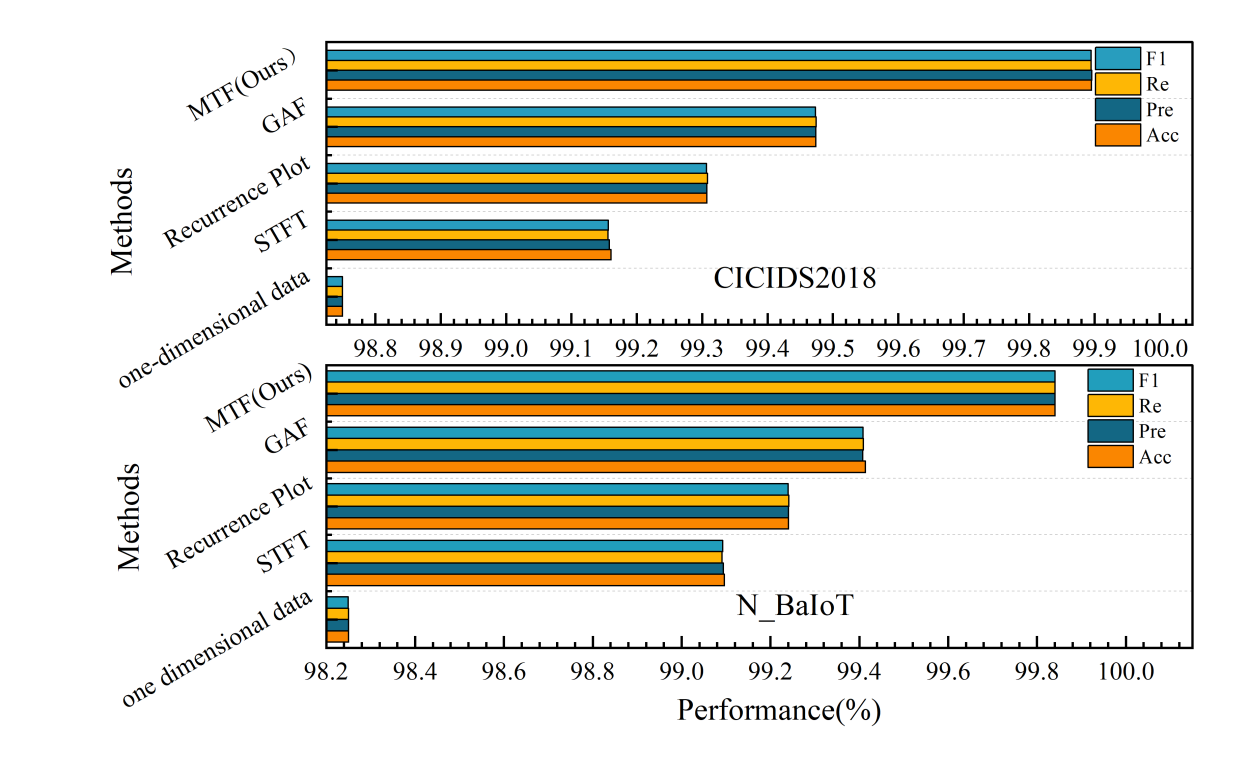 MTF(Ours)
GAF
Recurrence Plot
STFT
one-dimensional data
Methods
F1
Re
Pre
Acc
CICIDS2018
98.8 98.9 99.0 99.1 99.2 99.3 99.4 99.5 99.6 99.7 99.8 99.9 100.0
MTF(Ours)
GAF
Recurrence Plot
STFT
one dimensional data
Methods
F1
Re
Pre
Acc
N_BaIoT
98.2 98.4 98.6 98.8 99.0 99.2 99.4 99.6 99.8 100.0
Performance(%)